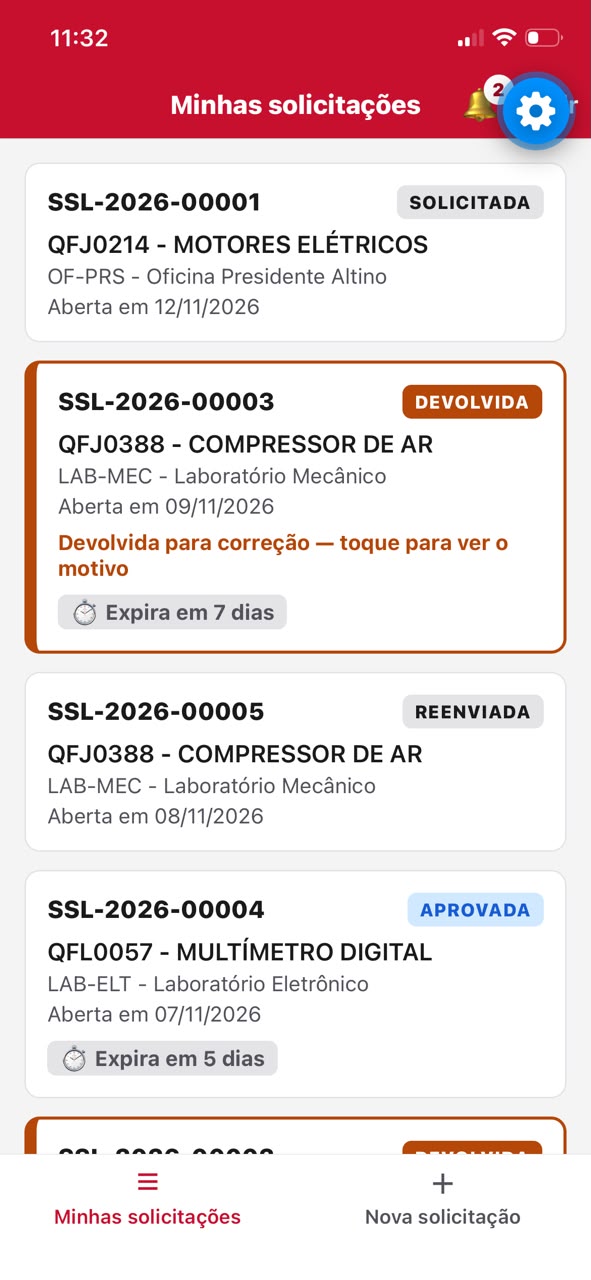 11:32
Minhas solicitações
2
SSL-2026-00001
SOLICITADA
QFJ0214 - MOTORES ELÉTRICOS
OF-PRS - Oficina Presidente Altino
Aberta em 12/11/2026
SSL-2026-00003
DEVOLVIDA
QFJ0388 - COMPRESSOR DE AR
LAB-MEC - Laboratório Mecânico
Aberta em 09/11/2026
Devolvida para correção — toque para ver o
motivo
Expira em 7 dias
SSL-2026-00005
REENVIADA
QFJ0388 - COMPRESSOR DE AR
LAB-MEC - Laboratório Mecânico
Aberta em 08/11/2026
SSL-2026-00004
APROVADA
QFL0057 - MULTÍMETRO DIGITAL
LAB-ELT - Laboratório Eletrônico
Aberta em 07/11/2026
Expira em 5 dias
Minhas solicitações
Nova solicitação